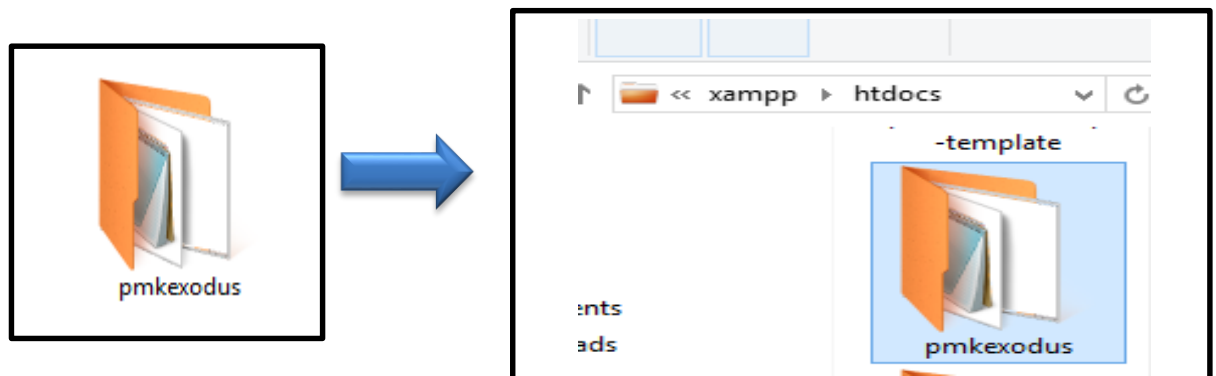 pmkexodus
« xampp htdocs
-template
ents
ads
pmkexodus